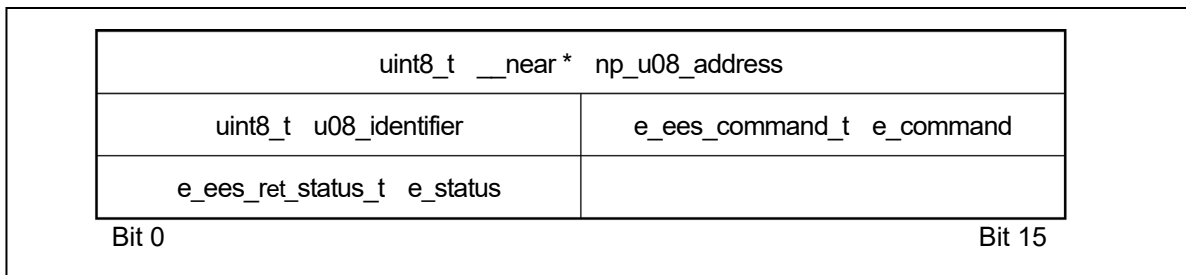 uint8_t __near * np_u08_address
uint8_t u08_identifier e_ees_command_t e_command
e_ees_ret_status_t e_status
Bit 0 Bit 15